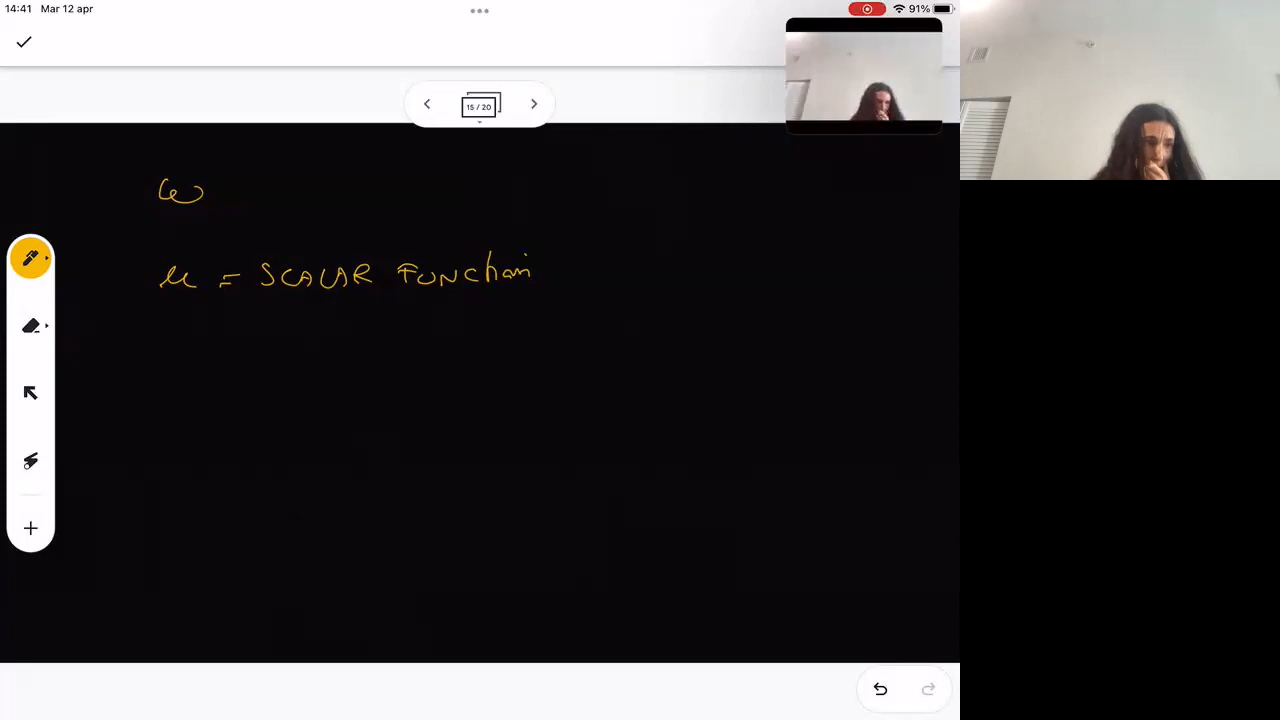 14:41 Mar 12 apr
91%
15 / 20
ω
u = SCALAR FUNCTION